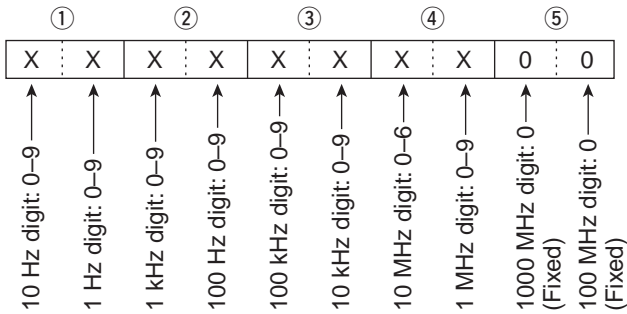 ① ② ③ ④ ⑤
X X X X X X X X 0 0
10 Hz digit: 0–9
1 Hz digit: 0–9
1 kHz digit: 0–9
100 Hz digit: 0–9
100 kHz digit: 0–9
10 kHz digit: 0–9
10 MHz digit: 0–6
1 MHz digit: 0–9
1000 MHz digit: 0
(Fixed)
100 MHz digit: 0
(Fixed)